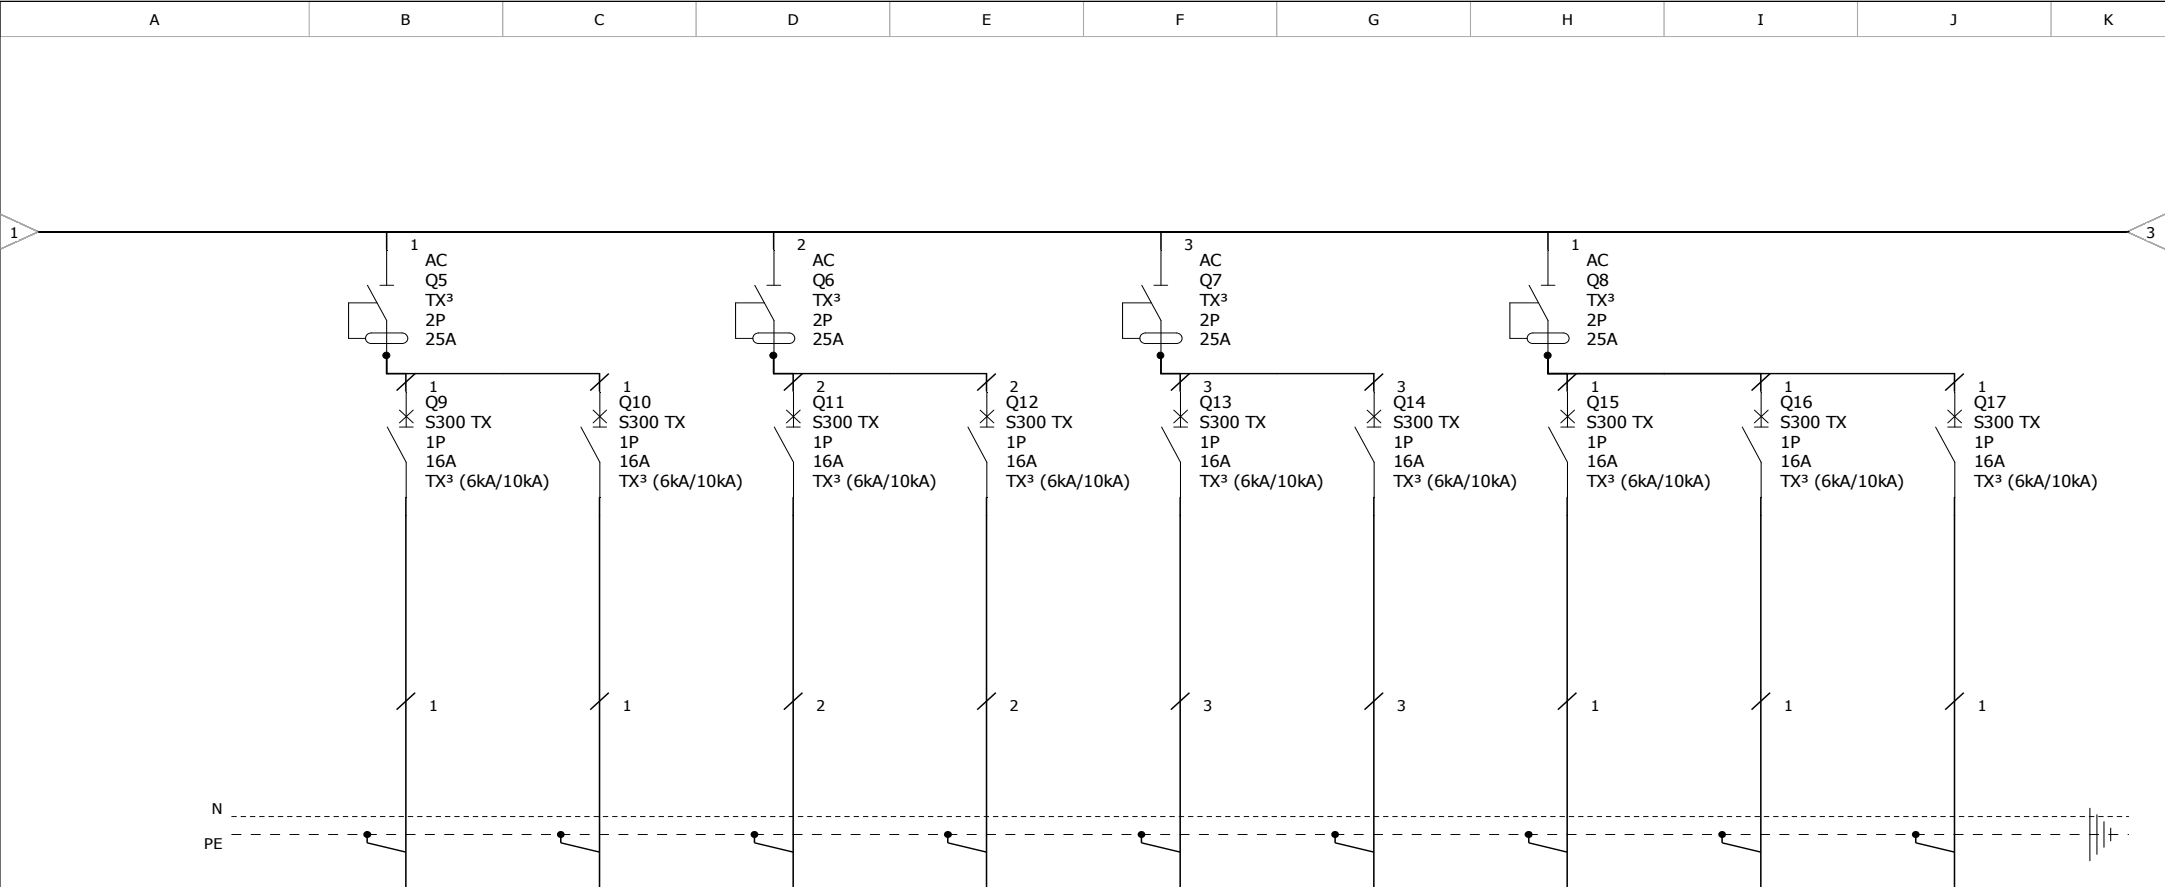 A B C D E F G H I J K
1 3
1 2 3 1
AC AC AC AC
Q5 Q6 Q7 Q8
TX³ TX³ TX³ TX³
2P 2P 2P 2P
25A 25A 25A 25A
1 1 2 2 3 3 1 1 1
Q9 Q10 Q11 Q12 Q13 Q14 Q15 Q16 Q17
S300 TX S300 TX S300 TX S300 TX S300 TX S300 TX S300 TX S300 TX S300 TX
1P 1P 1P 1P 1P 1P 1P 1P 1P
16A 16A 16A 16A 16A 16A 16A 16A 16A
TX³ (6kA/10kA) TX³ (6kA/10kA) TX³ (6kA/10kA) TX³ (6kA/10kA) TX³ (6kA/10kA) TX³ (6kA/10kA) TX³ (6kA/10kA) TX³ (6kA/10kA) TX³ (6kA/10kA)
1 1 2 2 3 3 1 1 1
N
PE